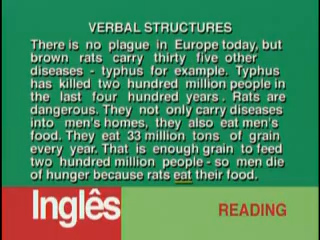 VERBAL STRUCTURES
There is no plague in Europe today, but
brown rats carry thirty five other
diseases - typhus for example. Typhus
has killed two hundred million people in
the last four hundred years. Rats are
dangerous. They not only carry diseases
into men's homes, they also eat men's
food. They eat 33 million tons of grain
every year. That is enough grain to feed
two hundred million people - so men die
of hunger because rats eat their food.
Inglês
READING